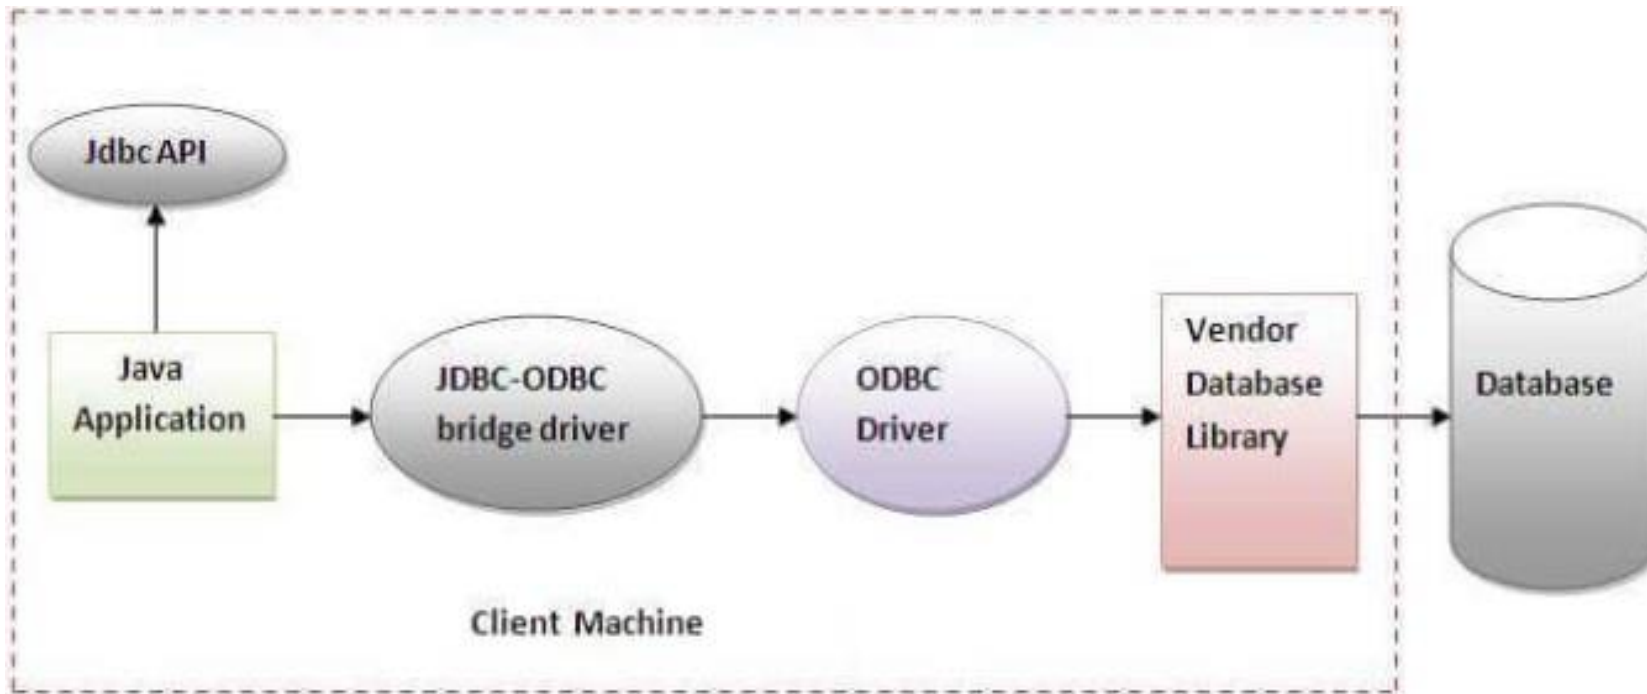 Jdbc API
Java
Application
JDBC-ODBC
bridge driver
ODBC
Driver
Vendor
Database
Library
Database
Client Machine